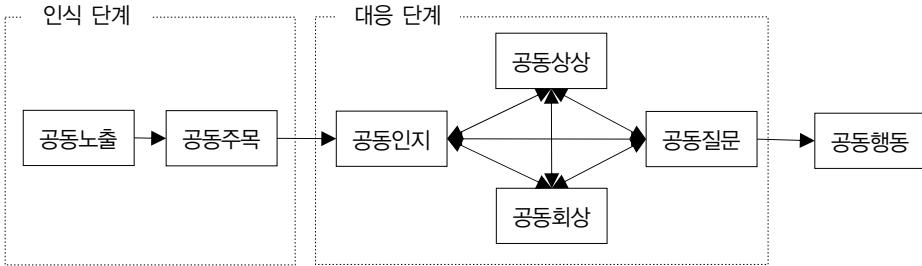 인식 단계
대응 단계
공동노출
공동주목
공동인지
공동상상
공동회상
공동질문
공동행동